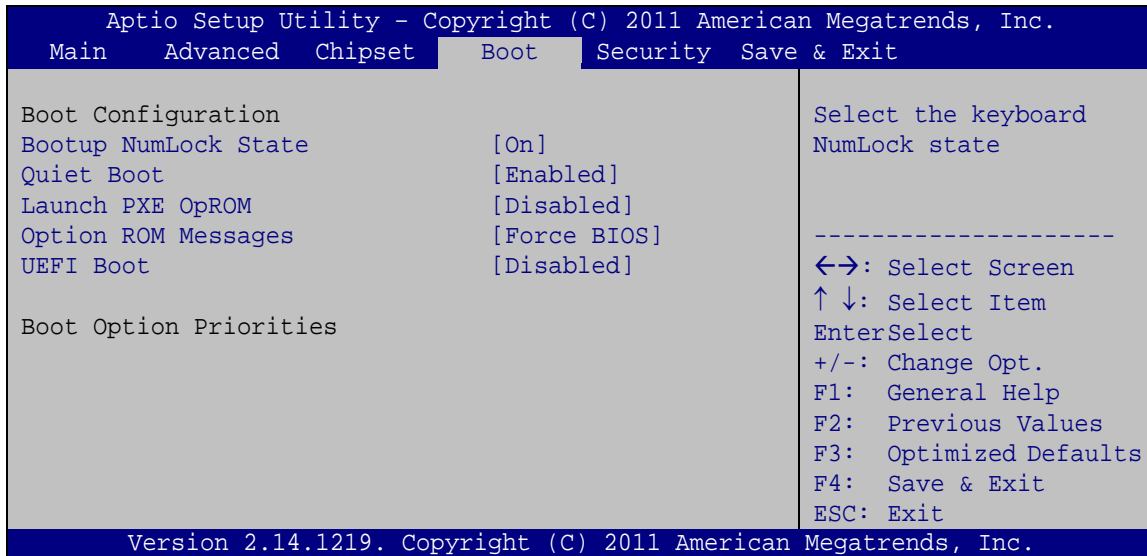 Aptio Setup Utility – Copyright (C) 2011 American Megatrends, Inc.
Main Advanced Chipset Boot Security Save & Exit
Boot Configuration
Bootup NumLock State [On]
Quiet Boot [Enabled]
Launch PXE OpROM [Disabled]
Option ROM Messages [Force BIOS]
UEFI Boot [Disabled]
Boot Option Priorities
Select the keyboard
NumLock state
---------------------
←→: Select Screen
↑ ↓: Select Item
EnterSelect
+/-: Change Opt.
F1: General Help
F2: Previous Values
F3: Optimized Defaults
F4: Save & Exit
ESC: Exit
Version 2.14.1219. Copyright (C) 2011 American Megatrends, Inc.